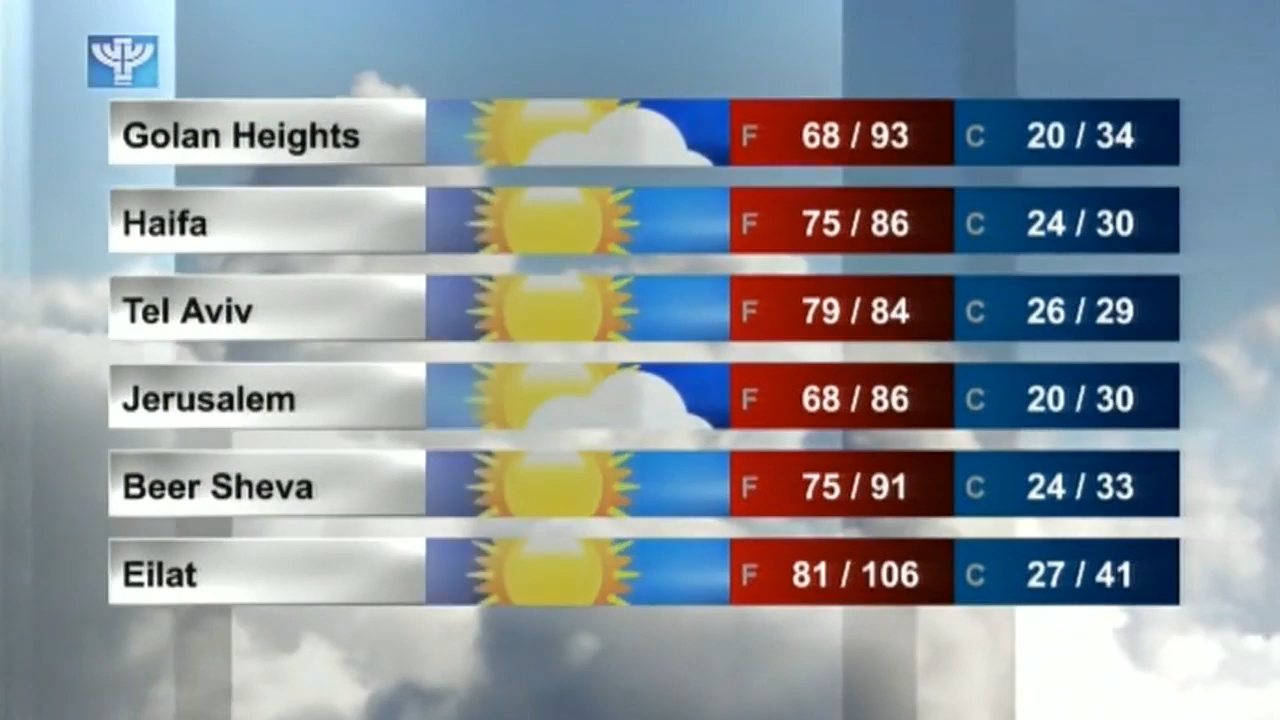 Golan Heights F 68 / 93 C 20 / 34
Haifa F 75 / 86 C 24 / 30
Tel Aviv F 79 / 84 C 26 / 29
Jerusalem F 68 / 86 C 20 / 30
Beer Sheva F 75 / 91 C 24 / 33
Eilat F 81 / 106 C 27 / 41